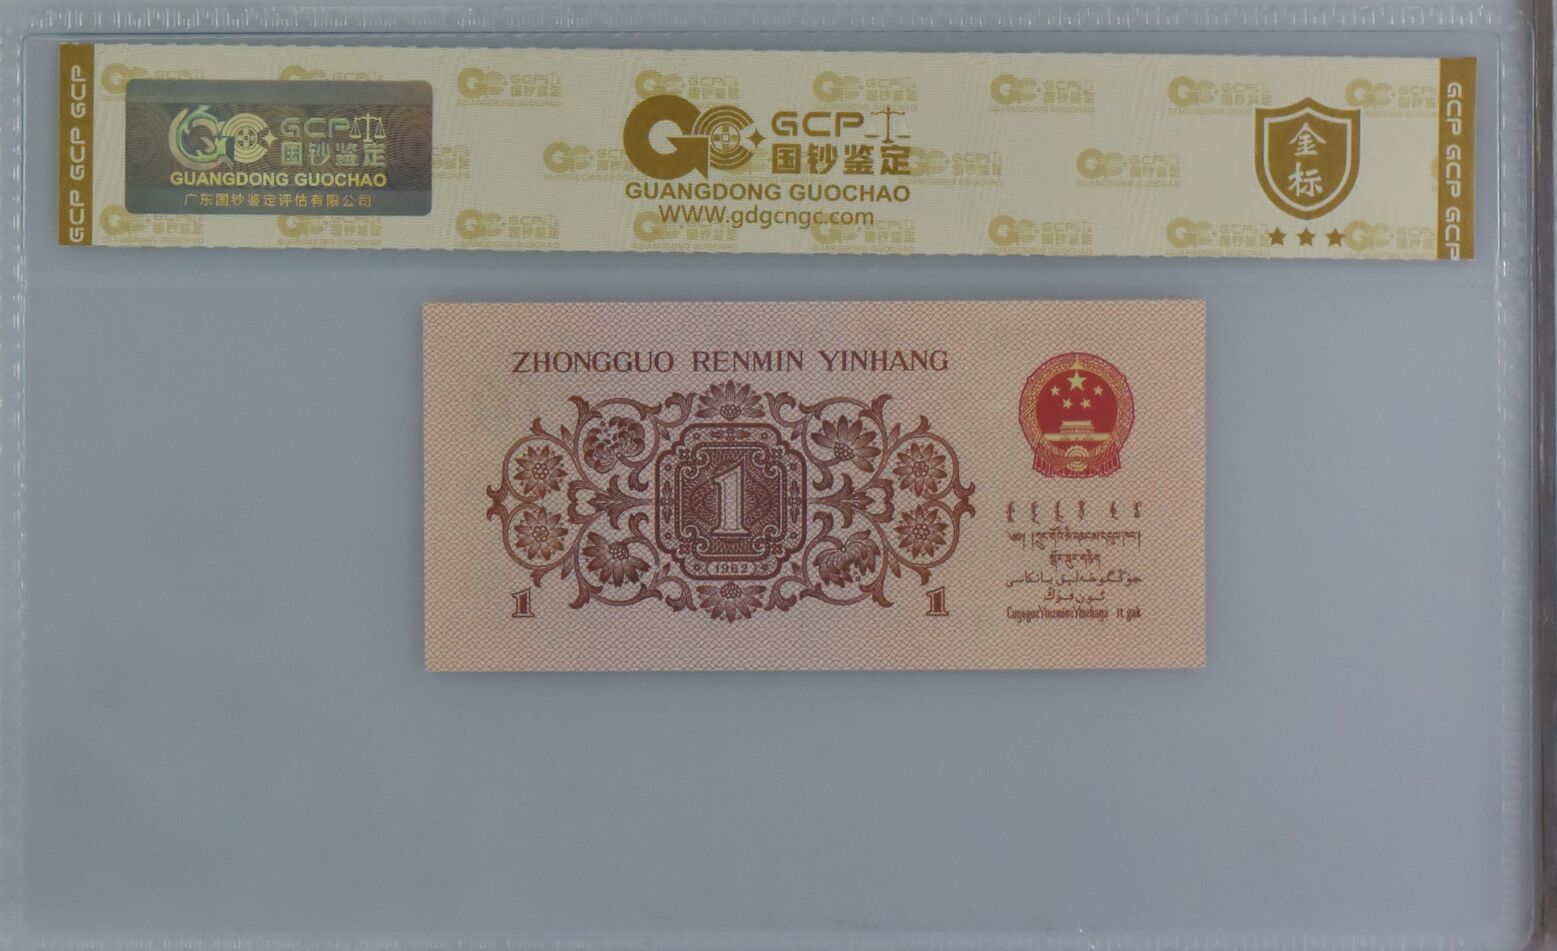 GCP GCP GCP
GCP
国钞鉴定
GUANGDONG GUOCHAO
广东国钞鉴定评估有限公司
GCP
国钞鉴定
GUANGDONG GUOCHAO
WWW.gdgcngc.com
金
标
GCP GCP GCP
ZHONGGUO RENMIN YINHANG
1
(1962)
1
1